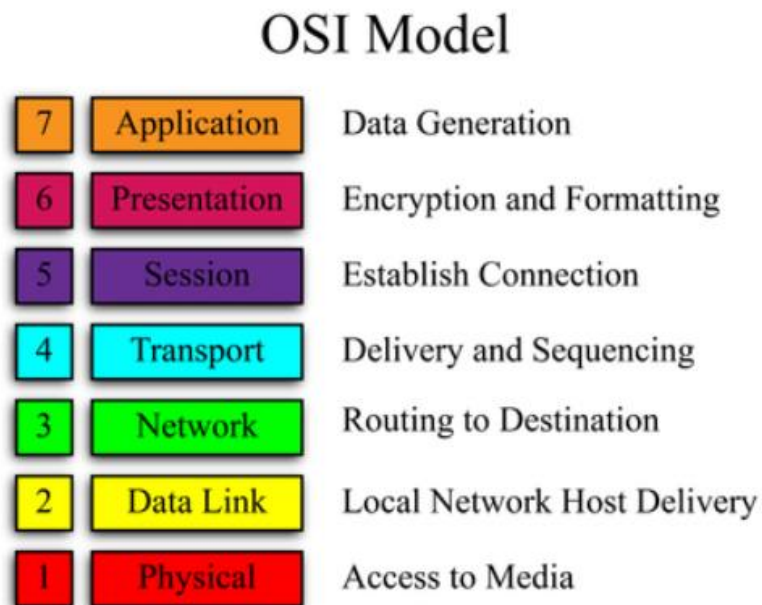 OSI Model
7 Application Data Generation
6 Presentation Encryption and Formatting
5 Session Establish Connection
4 Transport Delivery and Sequencing
3 Network Routing to Destination
2 Data Link Local Network Host Delivery
1 Physical Access to Media